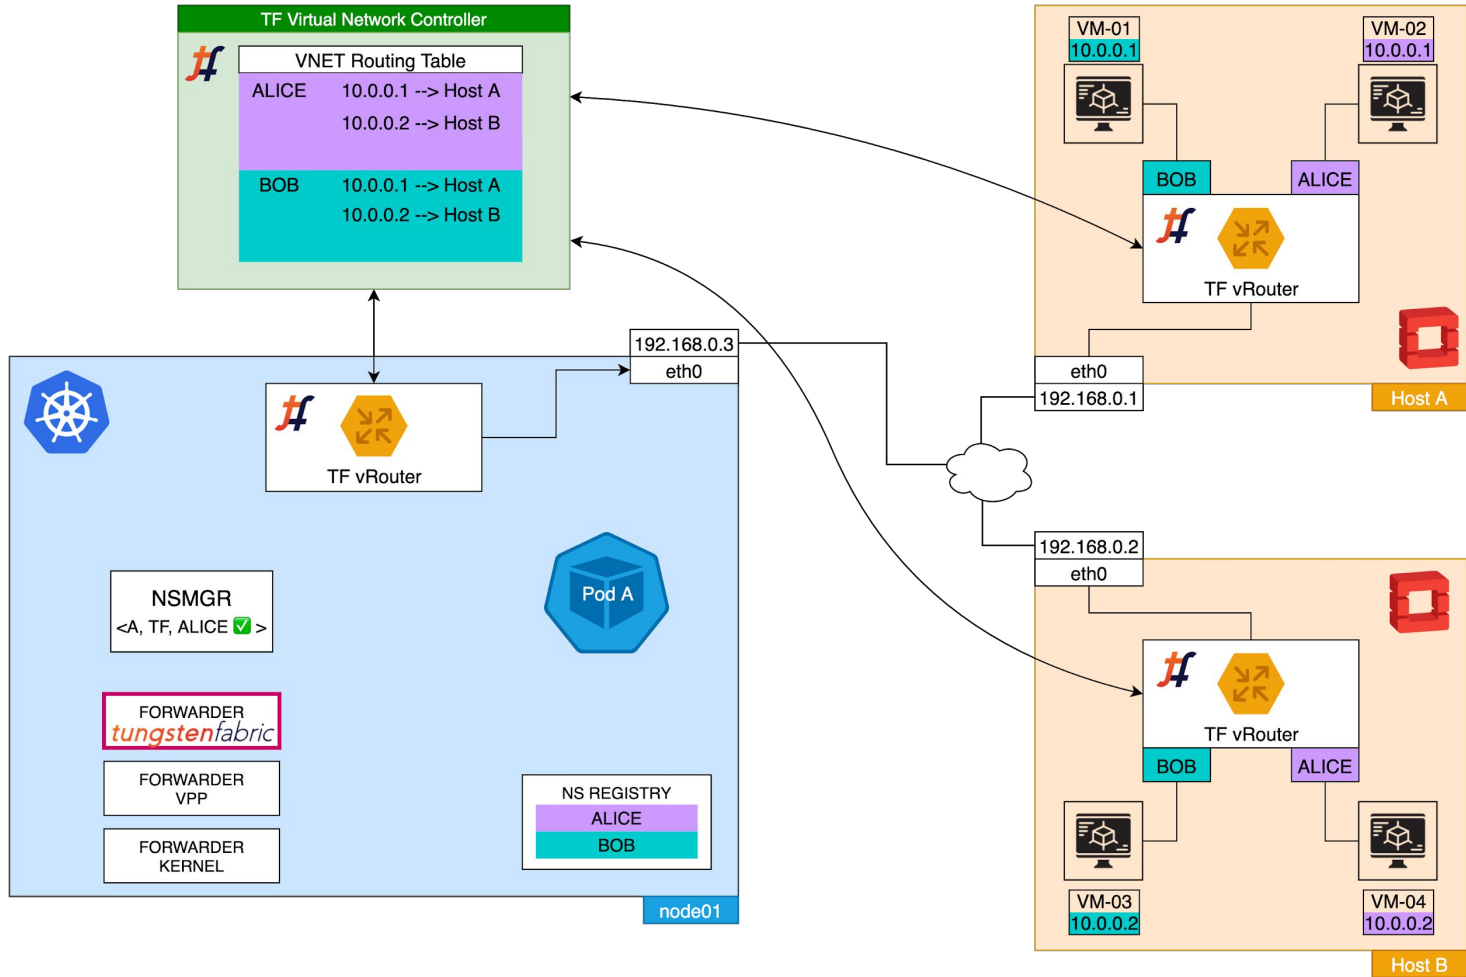 TF Virtual Network Controller
VNET Routing Table
ALICE 10.0.0.1 --> Host A
10.0.0.2 --> Host B
BOB 10.0.0.1 --> Host A
10.0.0.2 --> Host B
TF vRouter
192.168.0.3
eth0
NSMGR
<A, TF, ALICE ✅ >
Pod A
FORWARDER
tungstenfabric
FORWARDER
VPP
FORWARDER
KERNEL
NS REGISTRY
ALICE
BOB
node01
VM-01
10.0.0.1
VM-02
10.0.0.1
BOB
ALICE
TF vRouter
eth0
192.168.0.1
Host A
192.168.0.2
eth0
TF vRouter
BOB
ALICE
VM-03
10.0.0.2
VM-04
10.0.0.2
Host B